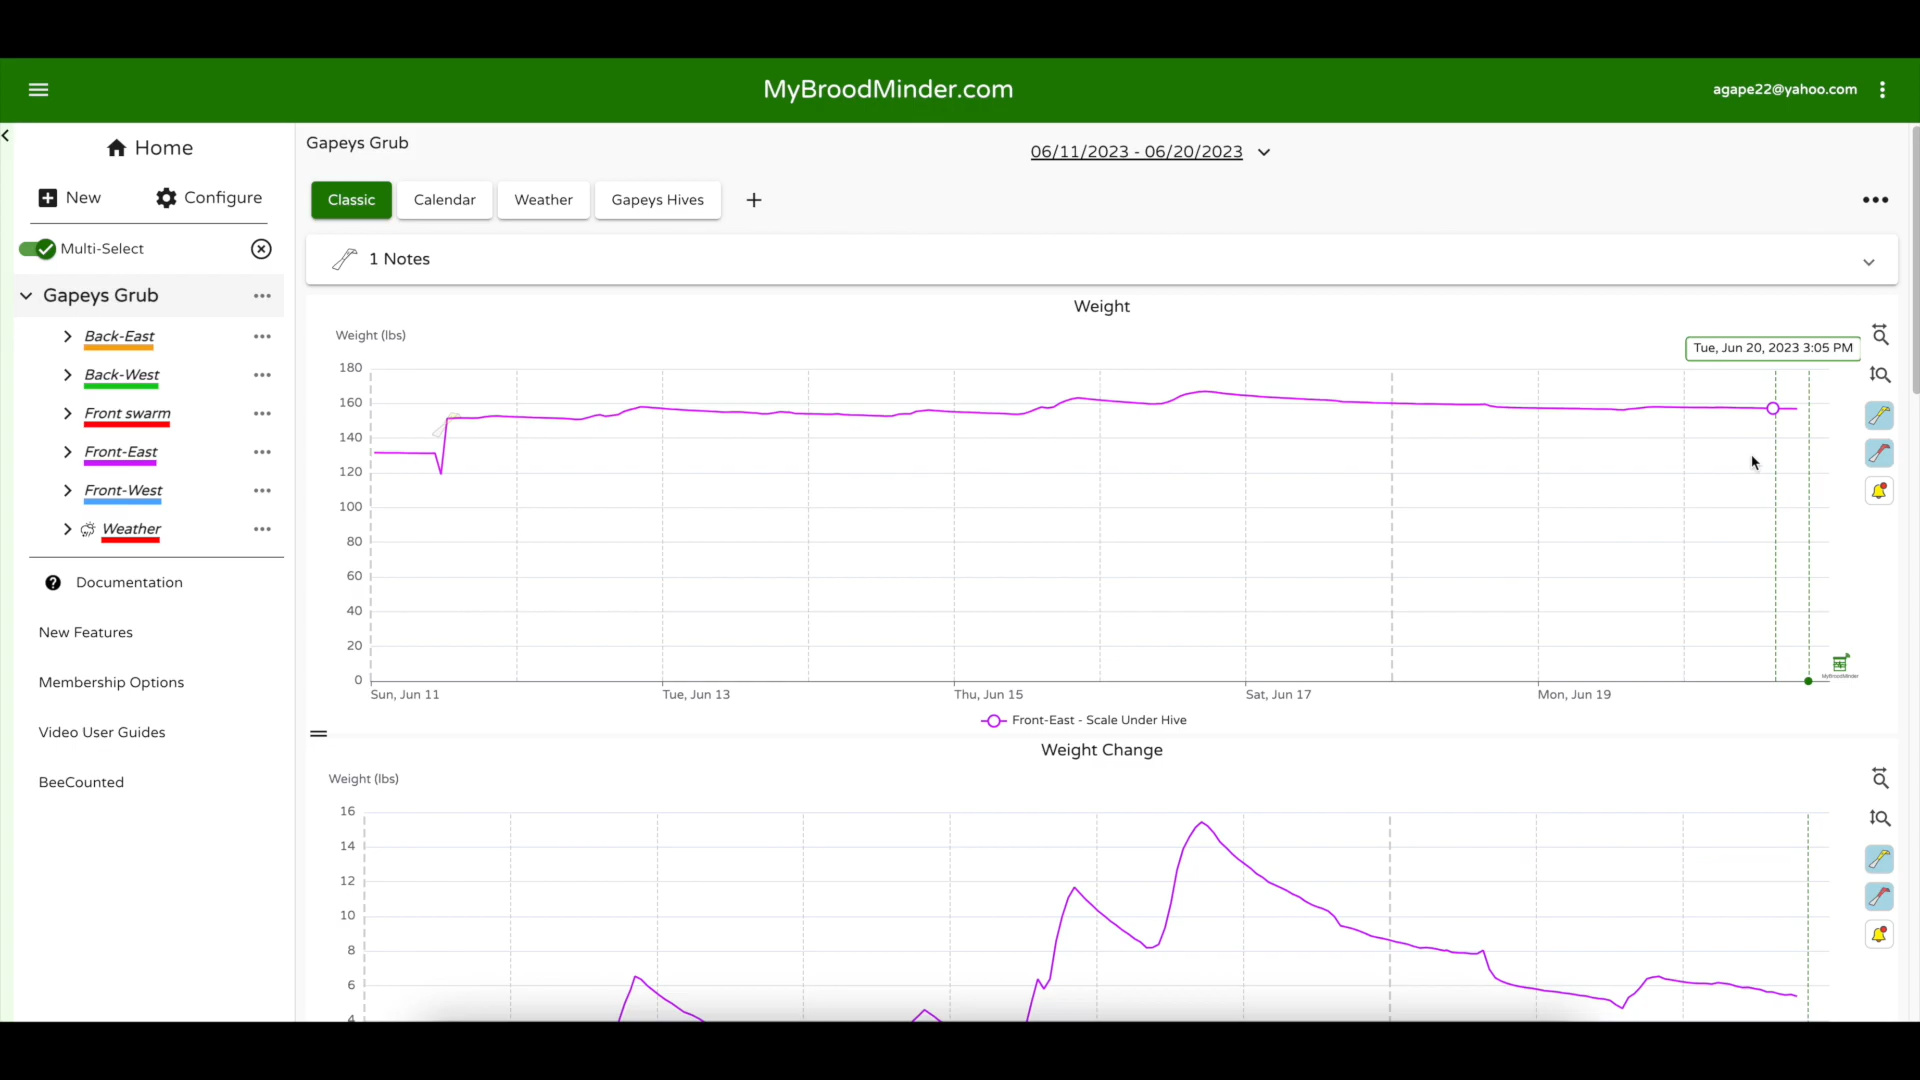 MyBroodMinder.com
agape22@yahoo.com
Home
New
Configure
Multi-Select
Gapeys Grub
Back-East
Back-West
Front swarm
Front-East
Front-West
Weather
Documentation
New Features
Membership Options
Video User Guides
BeeCounted
Gapeys Grub
06/11/2023 - 06/20/2023
Classic
Calendar
Weather
Gapeys Hives
1 Notes
Weight
Weight (lbs)
Tue, Jun 20, 2023 3:05 PM
180
160
140
120
100
80
60
40
20
0
MyBroodMinder
Sun, Jun 11
Tue, Jun 13
Thu, Jun 15
Sat, Jun 17
Mon, Jun 19
Front-East - Scale Under Hive
Weight Change
Weight (lbs)
16
14
12
10
8
6
4